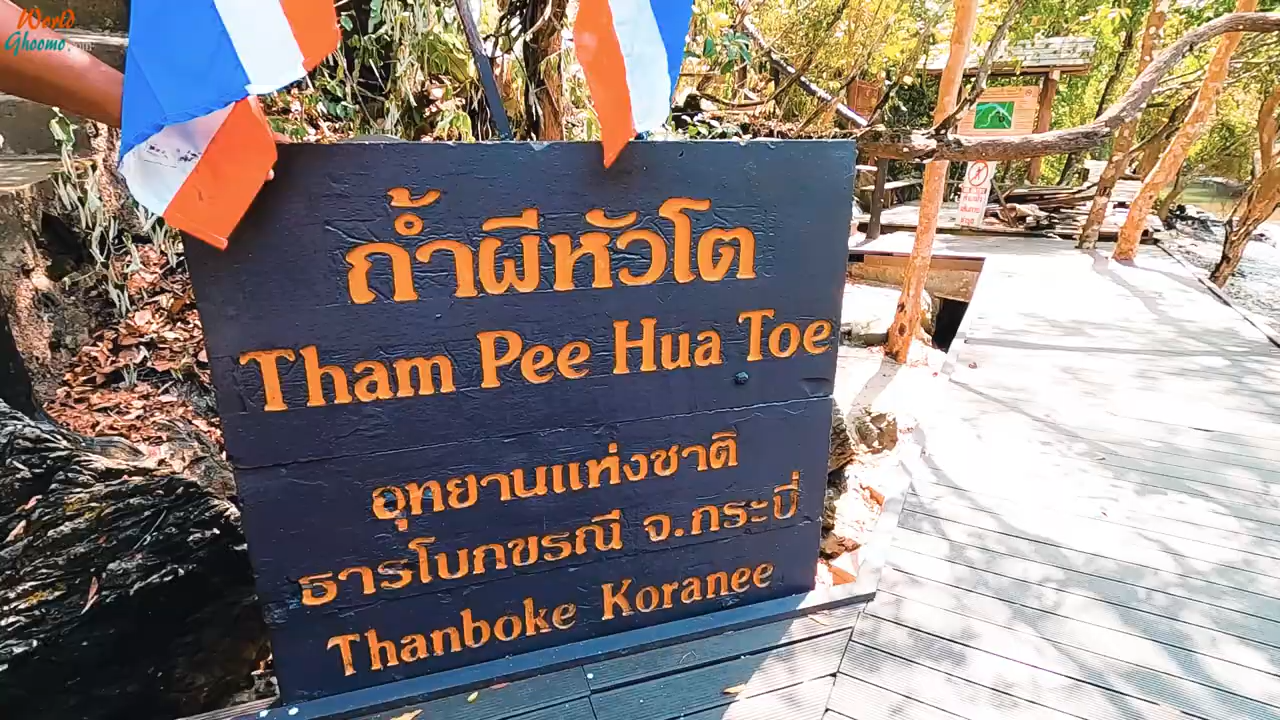 World
Ghoomo
ถ้ำผีหัวโต
Tham Pee Hua Toe
อุทยานแห่งชาติ
ธารโบกขรณี จ.กระบี่
Thanboke Koranee